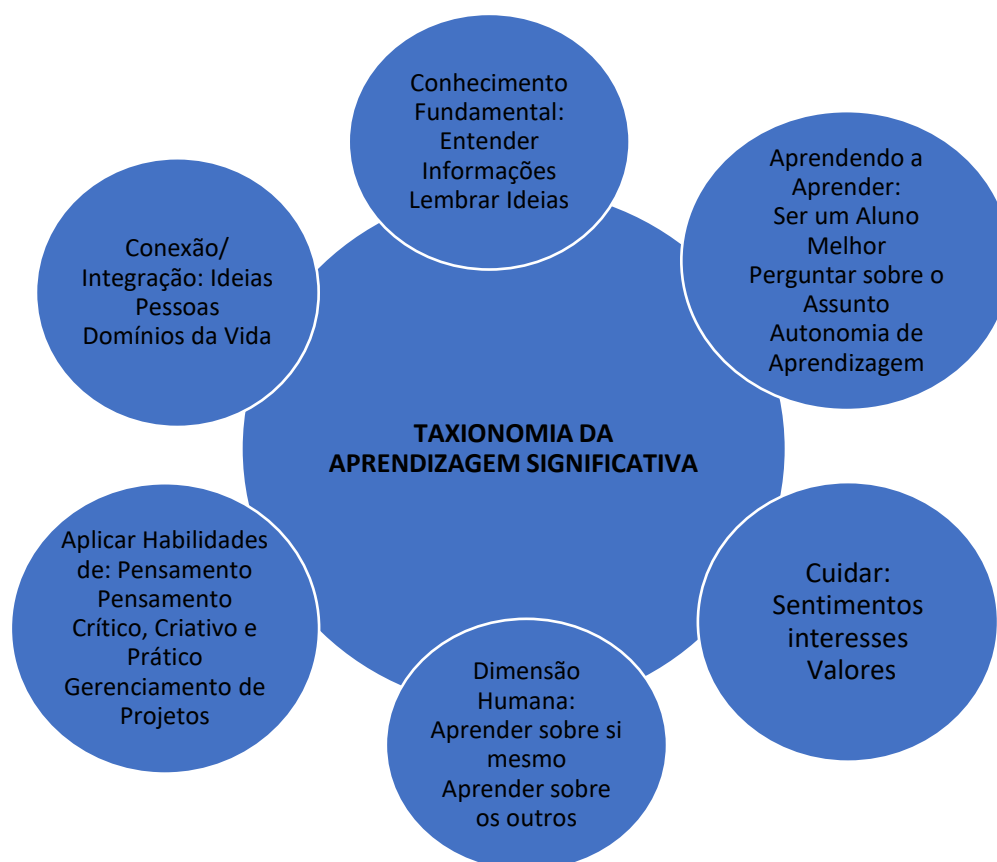 Conhecimento
Fundamental:
Entender
Informações
Lembrar Ideias
Aprendendo a
Aprender:
Ser um Aluno
Melhor
Perguntar sobre o
Assunto
Autonomia de
Aprendizagem
Conexão/
Integração: Ideias
Pessoas
Domínios da Vida
TAXIONOMIA DA
APRENDIZAGEM SIGNIFICATIVA
Aplicar Habilidades
de: Pensamento
Pensamento
Crítico, Criativo e
Prático
Gerenciamento de
Projetos
Cuidar:
Sentimentos
interesses
Valores
Dimensão
Humana:
Aprender sobre si
mesmo
Aprender sobre
os outros